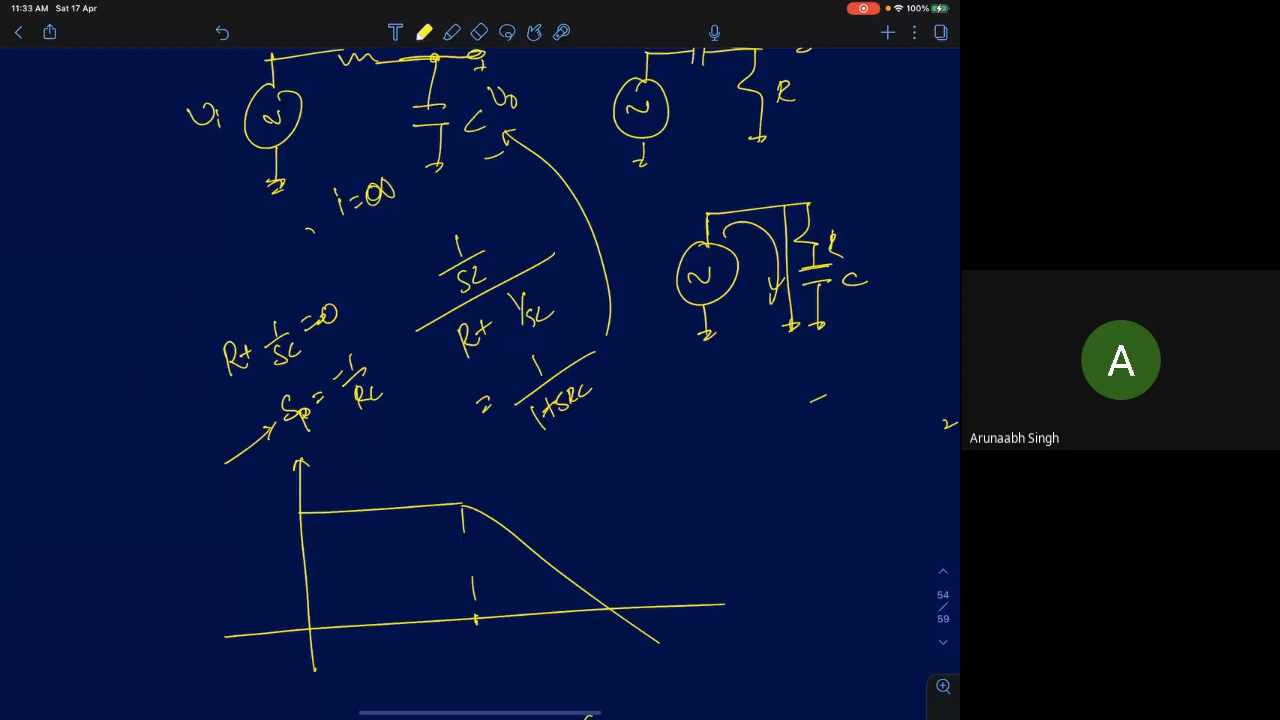 11:33 AM Sat 17 Apr
100%
T
+
Vi
C
Vo
R
i=∞
1/sC
R+ 1/sC
R
C
R+ 1/sC =0
Sp = -1/RC
= 1/1+sRC
A
Arunaabh Singh
54
/
59